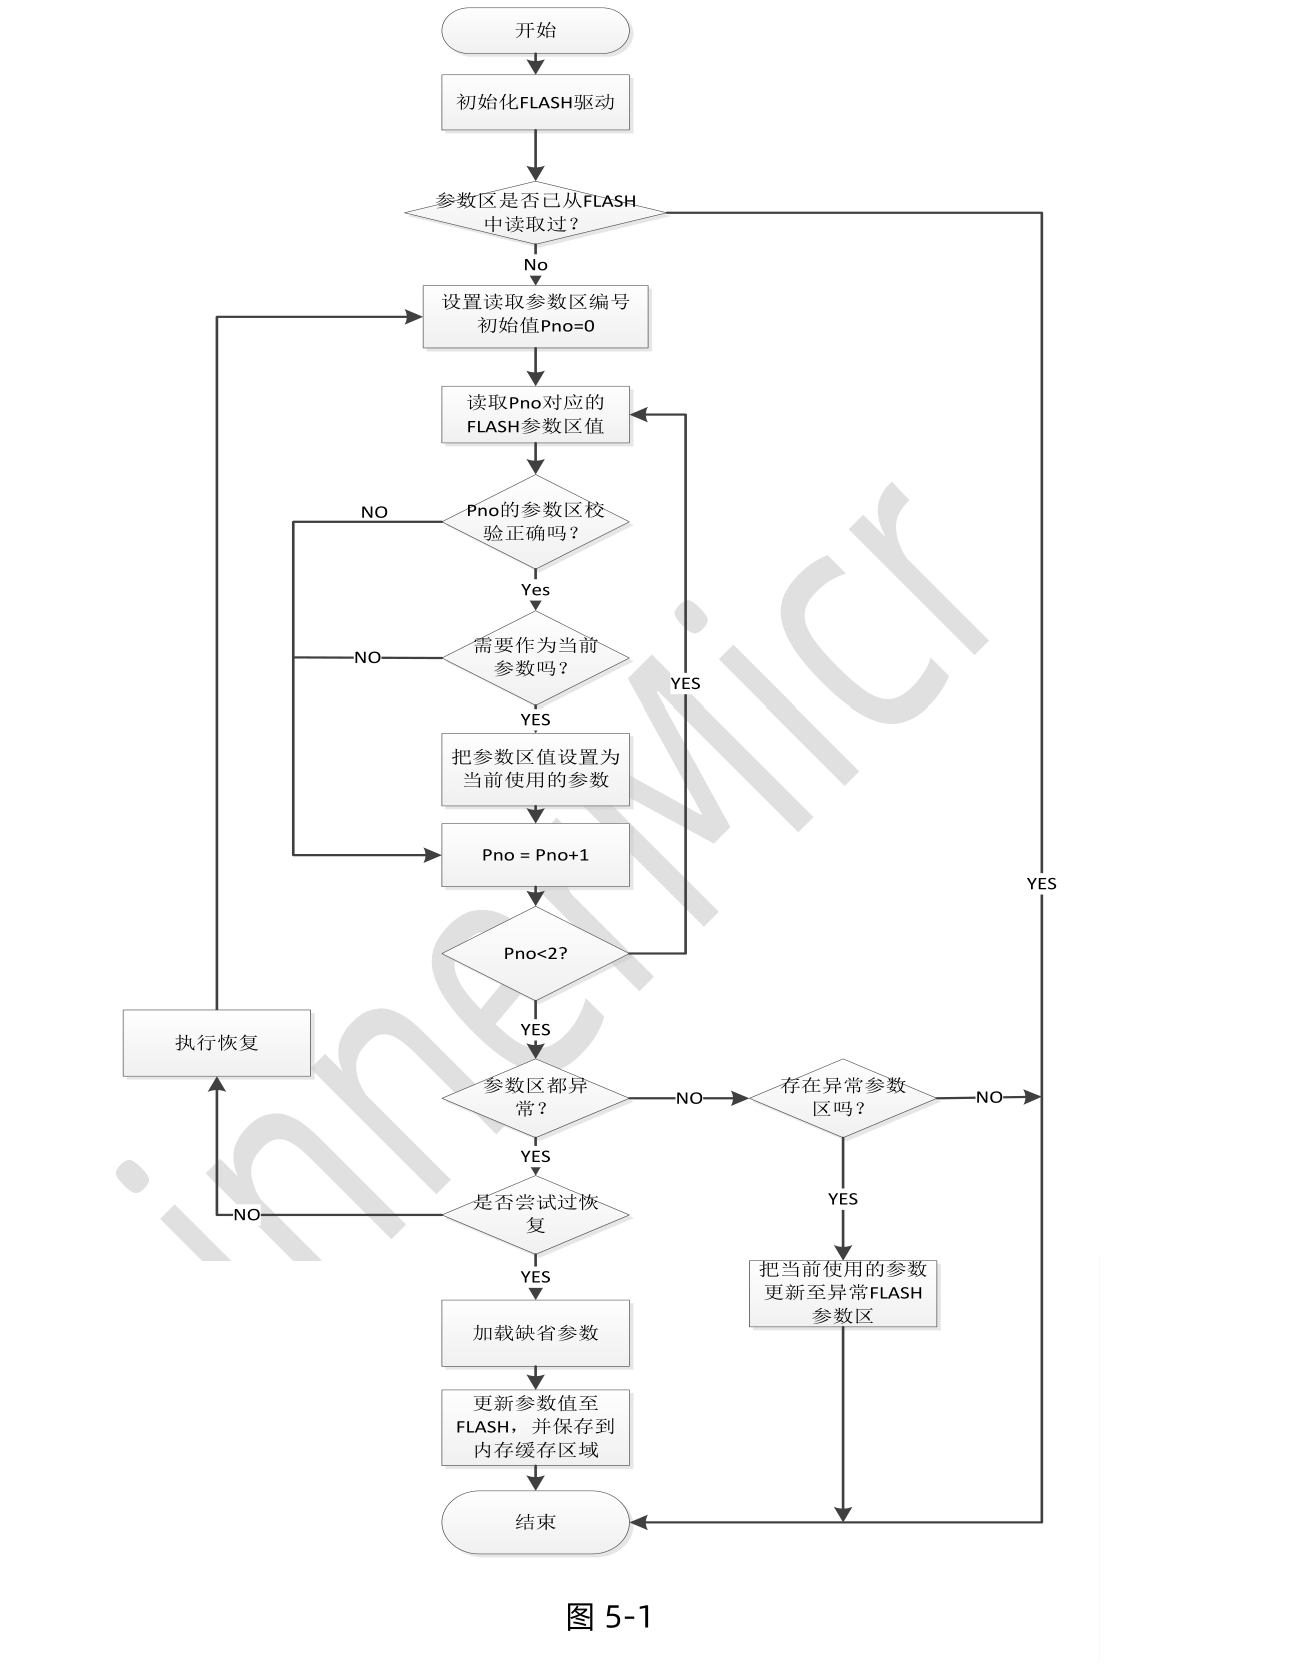 开始
初始化FLASH驱动
参数区是否已从FLASH
中读取过？
No
设置读取参数区编号
初始值Pno=0
读取Pno对应的
FLASH参数区值
Pno的参数区校
验正确吗？
NO
Yes
需要作为当前
参数吗？
NO
YES
YES
把参数区值设置为
当前使用的参数
Pno = Pno+1
YES
Pno<2?
YES
执行恢复
参数区都异
常？
NO
存在异常参数
区吗？
NO
YES
YES
是否尝试过恢
复
NO
YES
把当前使用的参数
更新至异常FLASH
参数区
加载缺省参数
更新参数值至
FLASH，并保存到
内存缓存区域
结束
innerMicr
图 5-1